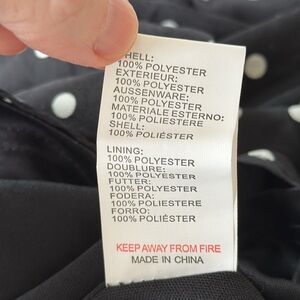 SHELL:
100% POLYESTER
EXTERIEUR:
100% POLYESTER
AUSSENWARE:
100% POLYESTER
MATERIALE ESTERNO:
100% POLIESTERE
SHELL:
100% POLIÉSTER
LINING:
100% POLYESTER
DOUBLURE:
100% POLYESTER
FUTTER:
100% POLYESTER
FODERA:
100% POLIESTERE
FORRO:
100% POLIÉSTER
KEEP AWAY FROM FIRE
MADE IN CHINA